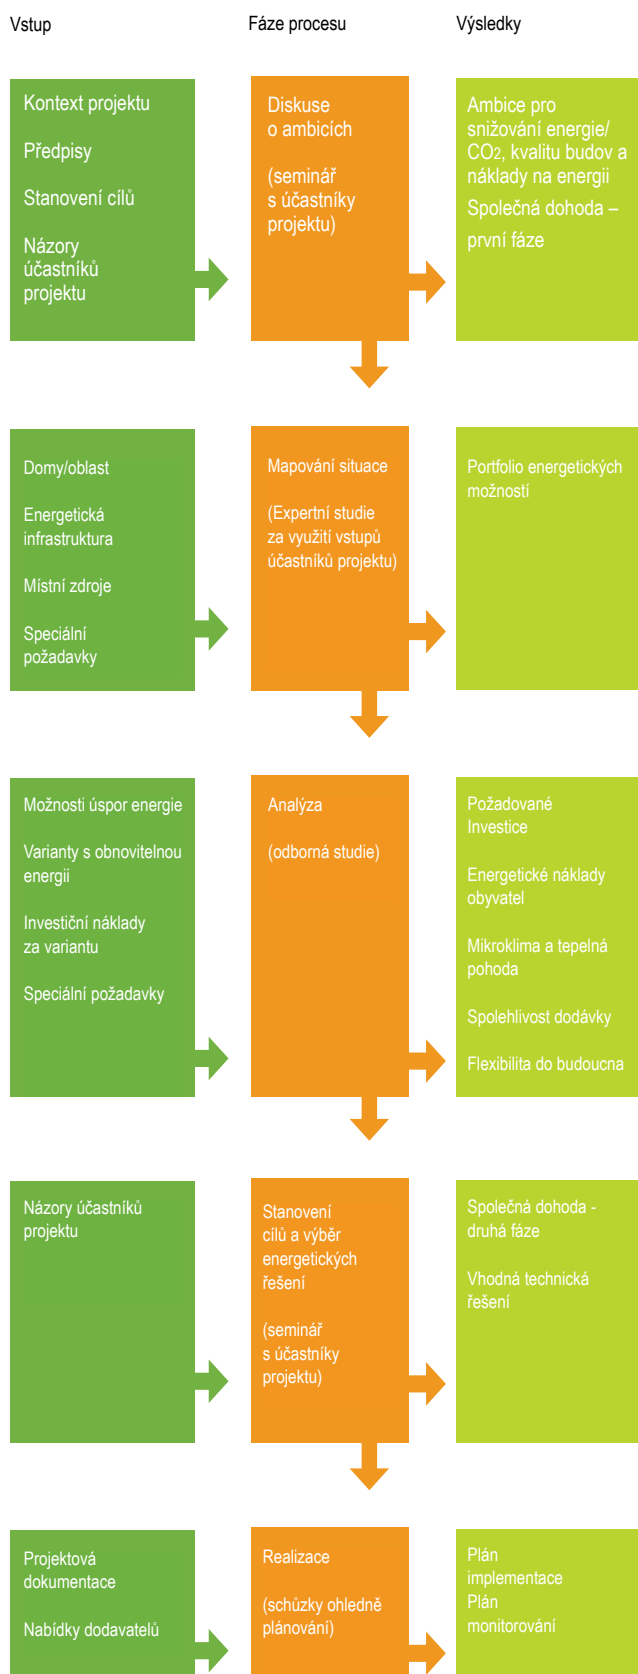 Vstup
Fáze procesu
Výsledky
Kontext projektu
Předpisy
Stanovení cílů
Názory
účastníků
projektu
Diskuse
o ambicích
(seminář
s účastníky
projektu)
Ambice pro
snižování energie/
CO2, kvalitu budov a
náklady na energii
Společná dohoda –
první fáze
Domy/oblast
Energetická
infrastruktura
Místní zdroje
Speciální
požadavky
Mapování situace
(Expertní studie
za využití vstupů
účastníků projektu)
Portfolio energetických
možností
Možnosti úspor energie
Varianty s obnovitelnou
energii
Investiční náklady
za variantu
Speciální požadavky
Analýza
(odborná studie)
Požadované
Investice
Energetické náklady
obyvatel
Mikroklima a tepelná
pohoda
Spolehlivost dodávky
Flexibilita do budoucna
Názory účastníků
projektu
Stanovení
cílů a výběr
energetických
řešení
(seminář
s účastníky
projektu)
Společná dohoda -
druhá fáze
Vhodná technická
řešení
Projektová
dokumentace
Nabídky dodavatelů
Realizace
(schůzky ohledně
plánování)
Plán
implementace
Plán
monitorování